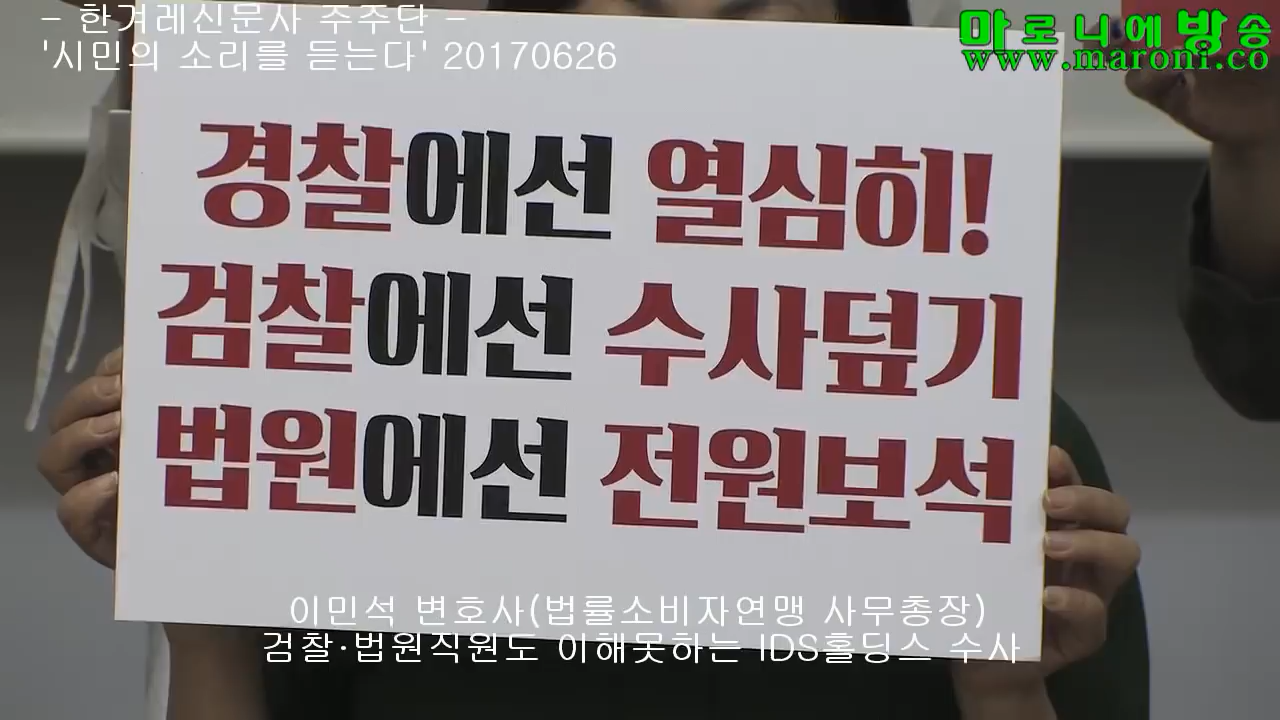 - 한겨레신문사 주주단 -
'시민의 소리를 듣는다' 20170626
마로니에방송
www.maroni.co
경찰에선 열심히!
검찰에선 수사덮기
법원에선 전원보석
이민석 변호사(법률소비자연맹 사무총장)
검찰·법원직원도 이해못하는 IDS홀딩스 수사